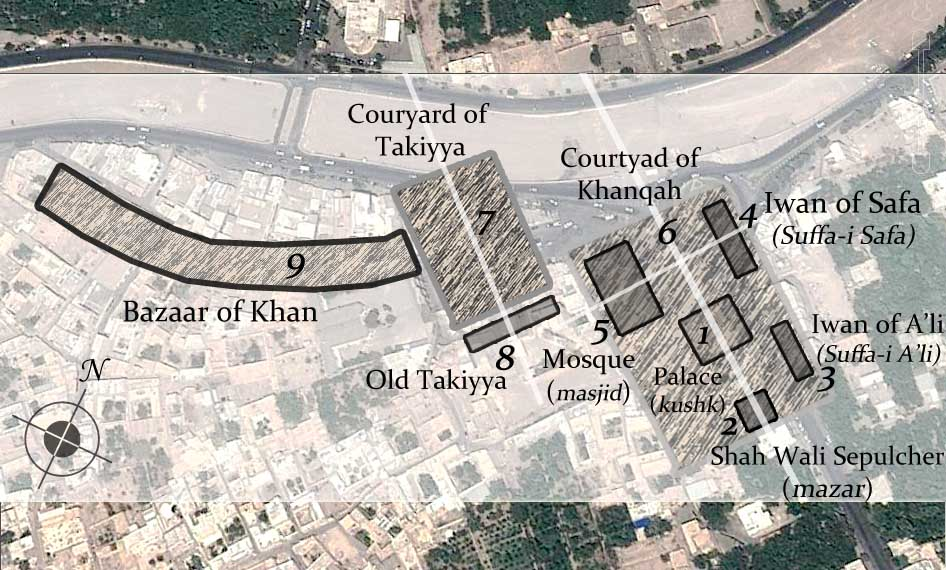 Couryard of
Takiyya
7
Courtyad of
Khanqah
6
4
Iwan of Safa
(Suffa-i Safa)
9
Bazaar of Khan
8
Old Takiyya
5
Mosque
(masjid)
1
Palace
(kushk)
Iwan of A'li
(Suffa-i A'li)
3
2
Shah Wali Sepulcher
(mazar)
N